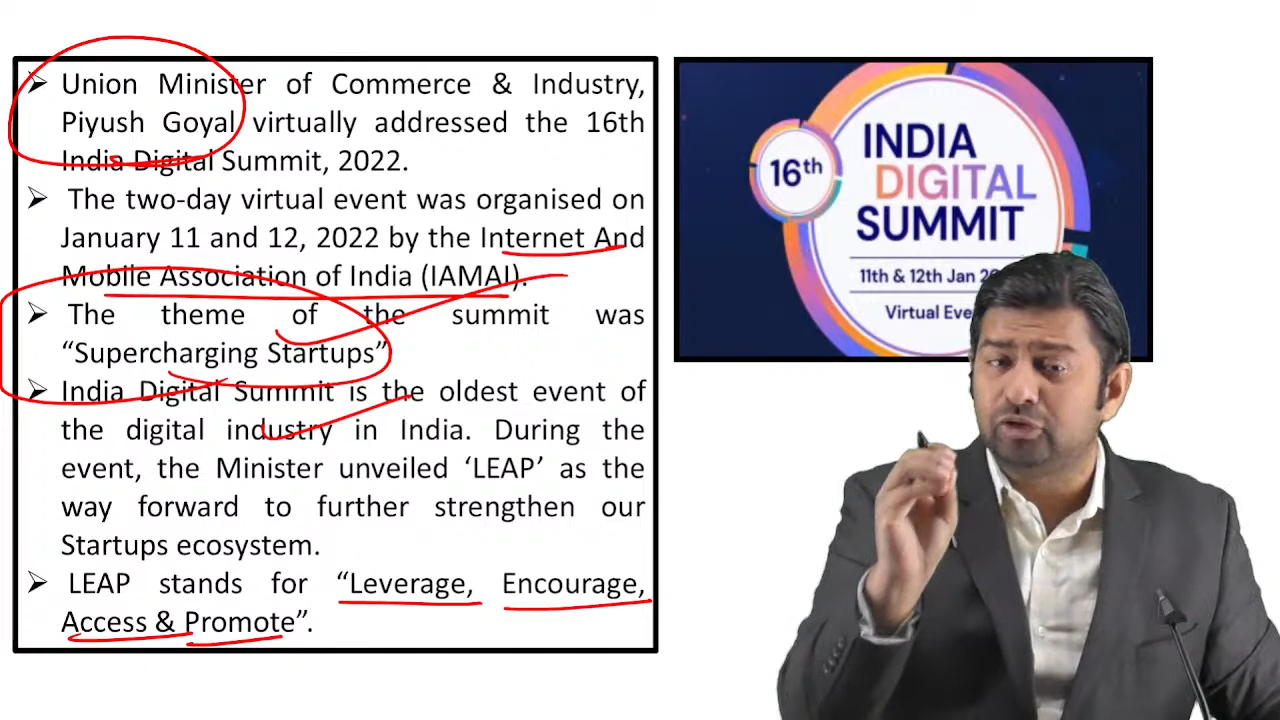 ➢ Union Minister of Commerce & Industry,
Piyush Goyal virtually addressed the 16th
India Digital Summit, 2022.
➢ The two-day virtual event was organised on
January 11 and 12, 2022 by the Internet And
Mobile Association of India (IAMAI).
➢ The theme of the summit was
“Supercharging Startups”
➢ India Digital Summit is the oldest event of
the digital industry in India. During the
event, the Minister unveiled ‘LEAP’ as the
way forward to further strengthen our
Startups ecosystem.
➢ LEAP stands for “Leverage, Encourage,
Access & Promote”.
16th
INDIA
DIGITAL
SUMMIT
11th & 12th Jan
Virtual